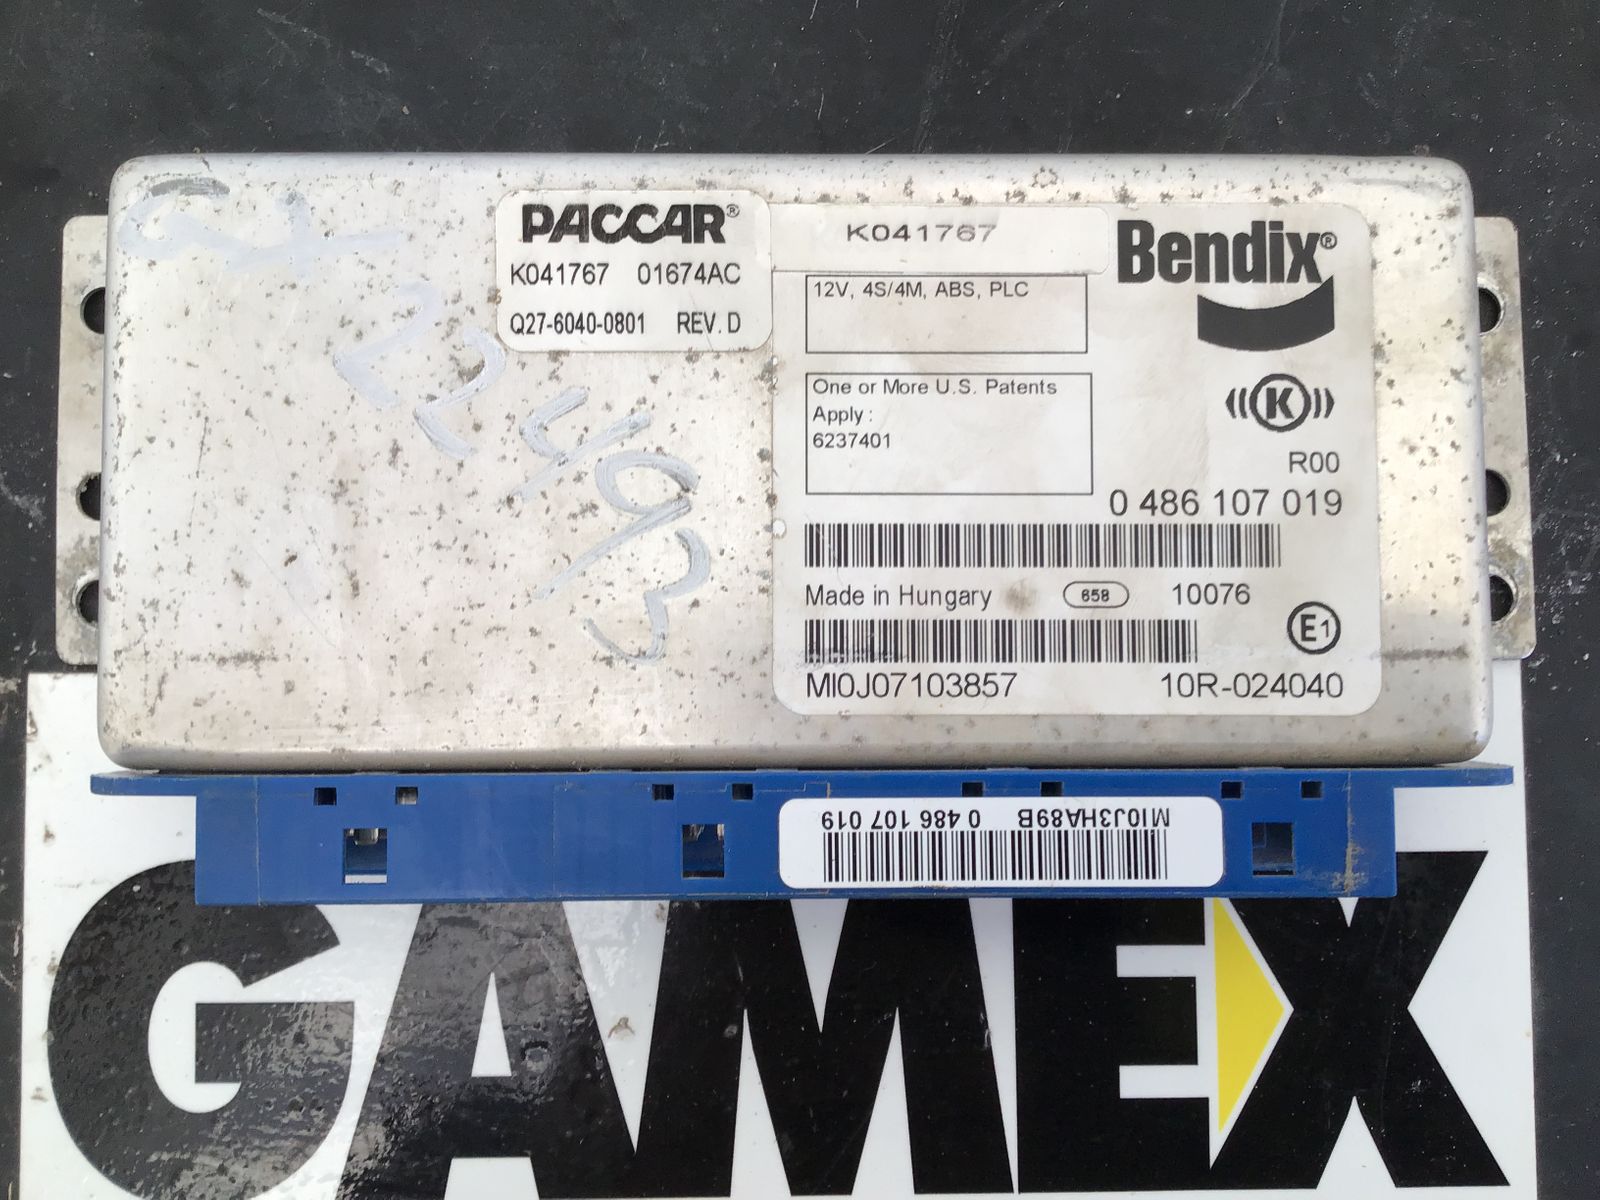 PACCAR®
K041767 01674AC
Q27-6040-0801 REV. D
K041767
Bendix®
12V, 4S/4M, ABS, PLC
One or More U.S. Patents
Apply :
6237401
K
R00
0 486 107 019
Made in Hungary 658 10076
E1
MI0J07103857 10R-024040
GX
22493
MI0J3HA89B 0 486 107 019
GAMEX